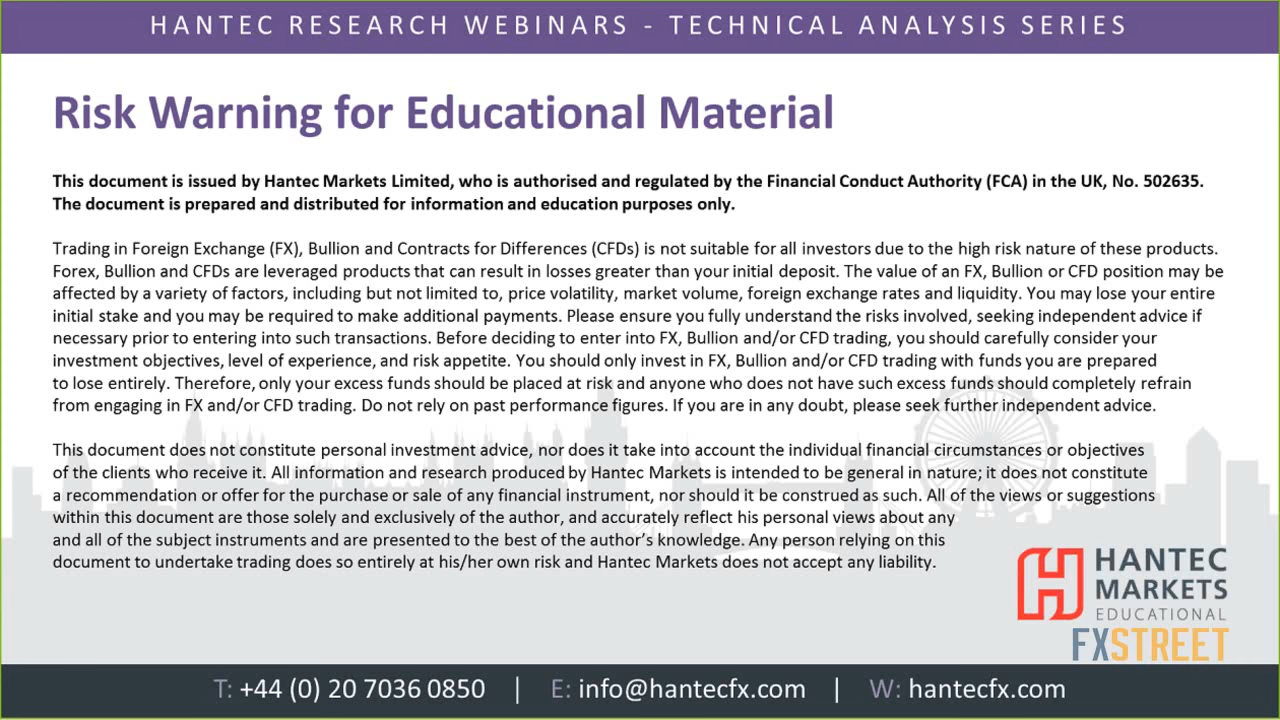 HANTEC RESEARCH WEBINARS - TECHNICAL ANALYSIS SERIES
Risk Warning for Educational Material
This document is issued by Hantec Markets Limited, who is authorised and regulated by the Financial Conduct Authority (FCA) in the UK, No. 502635.
The document is prepared and distributed for information and education purposes only.
Trading in Foreign Exchange (FX), Bullion and Contracts for Differences (CFDs) is not suitable for all investors due to the high risk nature of these products.
Forex, Bullion and CFDs are leveraged products that can result in losses greater than your initial deposit. The value of an FX, Bullion or CFD position may be
affected by a variety of factors, including but not limited to, price volatility, market volume, foreign exchange rates and liquidity. You may lose your entire
initial stake and you may be required to make additional payments. Please ensure you fully understand the risks involved, seeking independent advice if
necessary prior to entering into such transactions. Before deciding to enter into FX, Bullion and/or CFD trading, you should carefully consider your
investment objectives, level of experience, and risk appetite. You should only invest in FX, Bullion and/or CFD trading with funds you are prepared
to lose entirely. Therefore, only your excess funds should be placed at risk and anyone who does not have such excess funds should completely refrain
from engaging in FX and/or CFD trading. Do not rely on past performance figures. If you are in any doubt, please seek further independent advice.
This document does not constitute personal investment advice, nor does it take into account the individual financial circumstances or objectives
of the clients who receive it. All information and research produced by Hantec Markets is intended to be general in nature; it does not constitute
a recommendation or offer for the purchase or sale of any financial instrument, nor should it be construed as such. All of the views or suggestions
within this document are those solely and exclusively of the author, and accurately reflect his personal views about any
and all of the subject instruments and are presented to the best of the author's knowledge. Any person relying on this
document to undertake trading does so entirely at his/her own risk and Hantec Markets does not accept any liability.
HANTEC
MARKETS
EDUCATIONAL
FXSTREET
T: +44 (0) 20 7036 0850 | E: info@hantecfx.com | W: hantecfx.com